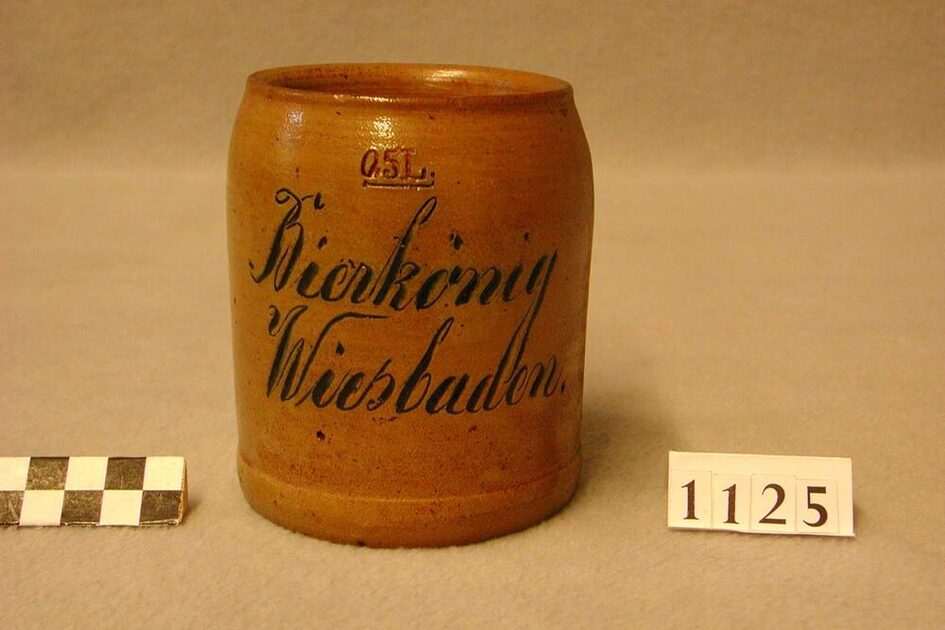 0,5L.
Bierkönig
Wiesbaden.
1125